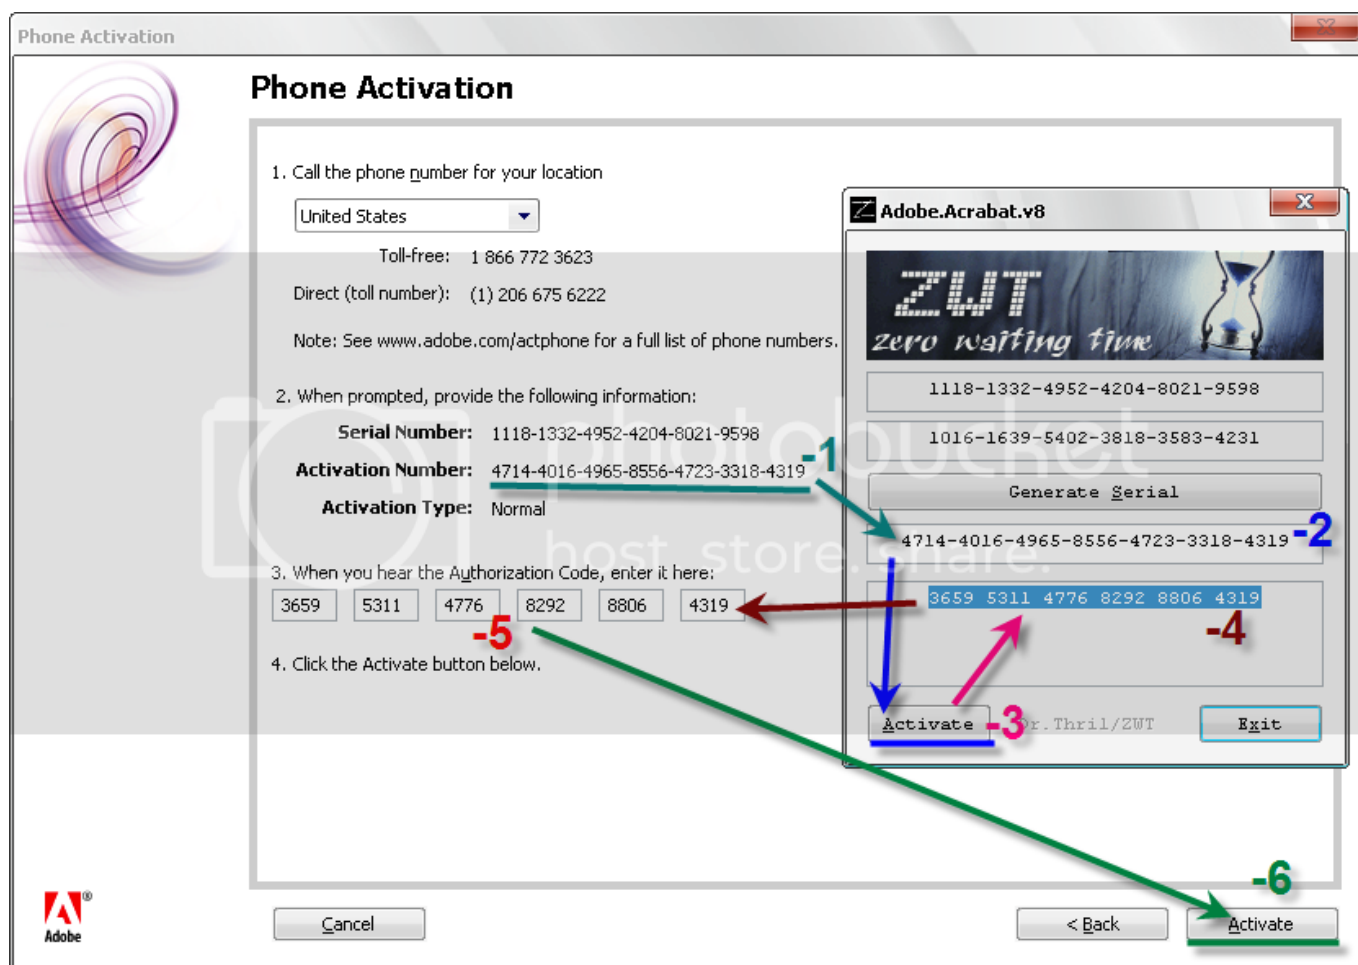 Phone Activation
Phone Activation
1. Call the phone number for your location
United States
Toll-free: 1 866 772 3623
Direct (toll number): (1) 206 675 6222
Note: See www.adobe.com/actphone for a full list of phone numbers.
2. When prompted, provide the following information:
Serial Number: 1118-1332-4952-4204-8021-9598
Activation Number: 4714-4016-4965-8556-4723-3318-4319
-1
Activation Type: Normal
3. When you hear the Authorization Code, enter it here:
3659 5311 4776 8292 8806 4319
-5
4. Click the Activate button below.
Adobe.Acrabat.v8
ZWT
zero waiting time
1118-1332-4952-4204-8021-9598
1016-1639-5402-3818-3583-4231
Generate Serial
4714-4016-4965-8556-4723-3318-4319 -2
3659 5311 4776 8292 8806 4319
-4
Activate -3 Dr.Thril/ZWT Exit
photobucket
host. store. share.
-6
Adobe
Cancel < Back Activate